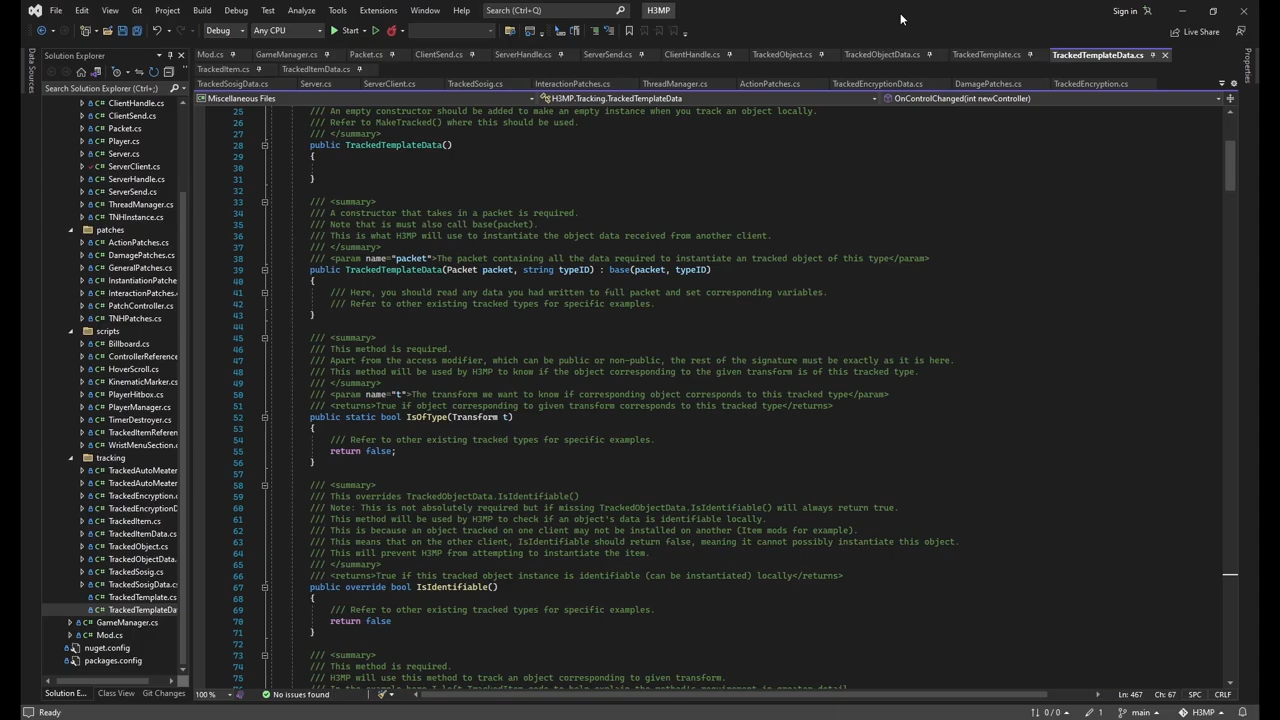 File Edit View Git Project Build Debug Test Analyze Tools Extensions Window Help Search (Ctrl+Q) H3MP Sign in
Debug Any CPU Start Live Share
Data Sources
Solution Explorer
Search Solution Explorer (Ctrl+;)
ClientHandle.cs
ClientSend.cs
Packet.cs
Player.cs
Server.cs
ServerClient.cs
ServerHandle.cs
ServerSend.cs
ThreadManager.cs
TNHInstance.cs
patches
ActionPatches.cs
DamagePatches.cs
GeneralPatches.cs
InstantiationPatches
InteractionPatches.
PatchController.cs
TNHPatches.cs
scripts
Billboard.cs
ControllerReference
HoverScroll.cs
KinematicMarker.cs
PlayerHitbox.cs
PlayerManager.cs
TimerDestroyer.cs
TrackedItemReferen
WristMenuSection.c
tracking
TrackedAutoMeater
TrackedAutoMeater
TrackedEncryption.c
TrackedEncryptionD
TrackedItem.cs
TrackedItemData.cs
TrackedObject.cs
TrackedObjectData.
TrackedSosig.cs
TrackedSosigData.cs
TrackedTemplate.cs
TrackedTemplateDa
GameManager.cs
Mod.cs
nuget.config
packages.config
Solution E... Class View Git Changes
Mod.cs GameManager.cs Packet.cs ClientSend.cs ServerHandle.cs ServerSend.cs ClientHandle.cs TrackedObject.cs TrackedObjectData.cs TrackedTemplate.cs TrackedTemplateData.cs
TrackedItem.cs TrackedItemData.cs
TrackedSosigData.cs Server.cs ServerClient.cs TrackedSosig.cs InteractionPatches.cs ThreadManager.cs ActionPatches.cs TrackedEncryptionData.cs DamagePatches.cs TrackedEncryption.cs
Miscellaneous Files H3MP.Tracking.TrackedTemplateData OnControlChanged(int newController)
25 /// An empty constructor should be added to make an empty instance when you track an object locally.
26 /// Refer to MakeTracked() where this should be used.
27 /// </summary>
28 public TrackedTemplateData()
29 {
30
31 }
32
33 /// <summary>
34 /// A constructor that takes in a packet is required.
35 /// Note that is must also call base(packet).
36 /// This is what H3MP will use to instantiate the object data received from another client.
37 /// </summary>
38 /// <param name="packet">The packet containing all the data required to instantiate an tracked object of this type</param>
39 public TrackedTemplateData(Packet packet, string typeID) : base(packet, typeID)
40 {
41 /// Here, you should read any data you had written to full packet and set corresponding variables.
42 /// Refer to other existing tracked types for specific examples.
43 }
44
45 /// <summary>
46 /// This method is required.
47 /// Apart from the access modifier, which can be public or non-public, the rest of the signature must be exactly as it is here.
48 /// This method will be used by H3MP to know if the object corresponding to the given transform is of this tracked type.
49 /// </summary>
50 /// <param name="t">The transform we want to know if corresponding object corresponds to this tracked type</param>
51 /// <returns>True if object corresponding to given transform corresponds to this tracked type</returns>
52 public static bool IsOfType(Transform t)
53 {
54 /// Refer to other existing tracked types for specific examples.
55 return false;
56 }
57
58 /// <summary>
59 /// This overrides TrackedObjectData.IsIdentifiable()
60 /// Note: This is not absolutely required but if missing TrackedObjectData.IsIdentifiable() will always return true.
61 /// This method will be used by H3MP to check if an object's data is identifiable locally.
62 /// This is because an object tracked on one client may not be installed on another (Item mods for example).
63 /// This means that on the other client, IsIdentifiable should return false, meaning it cannot possibly instantiate this object.
64 /// This will prevent H3MP from attempting to instantiate the item.
65 /// </summary>
66 /// <returns>True if this tracked object instance is identifiable (can be instantiated) locally</returns>
67 public override bool IsIdentifiable()
68 {
69 /// Refer to other existing tracked types for specific examples.
70 return false
71 }
72
73 /// <summary>
74 /// This method is required.
75 /// H3MP will use this method to track an object corresponding to given transform.
Properties
100 % No issues found Ln: 467 Ch: 67 SPC CRLF
Ready 0 / 0 1 main H3MP